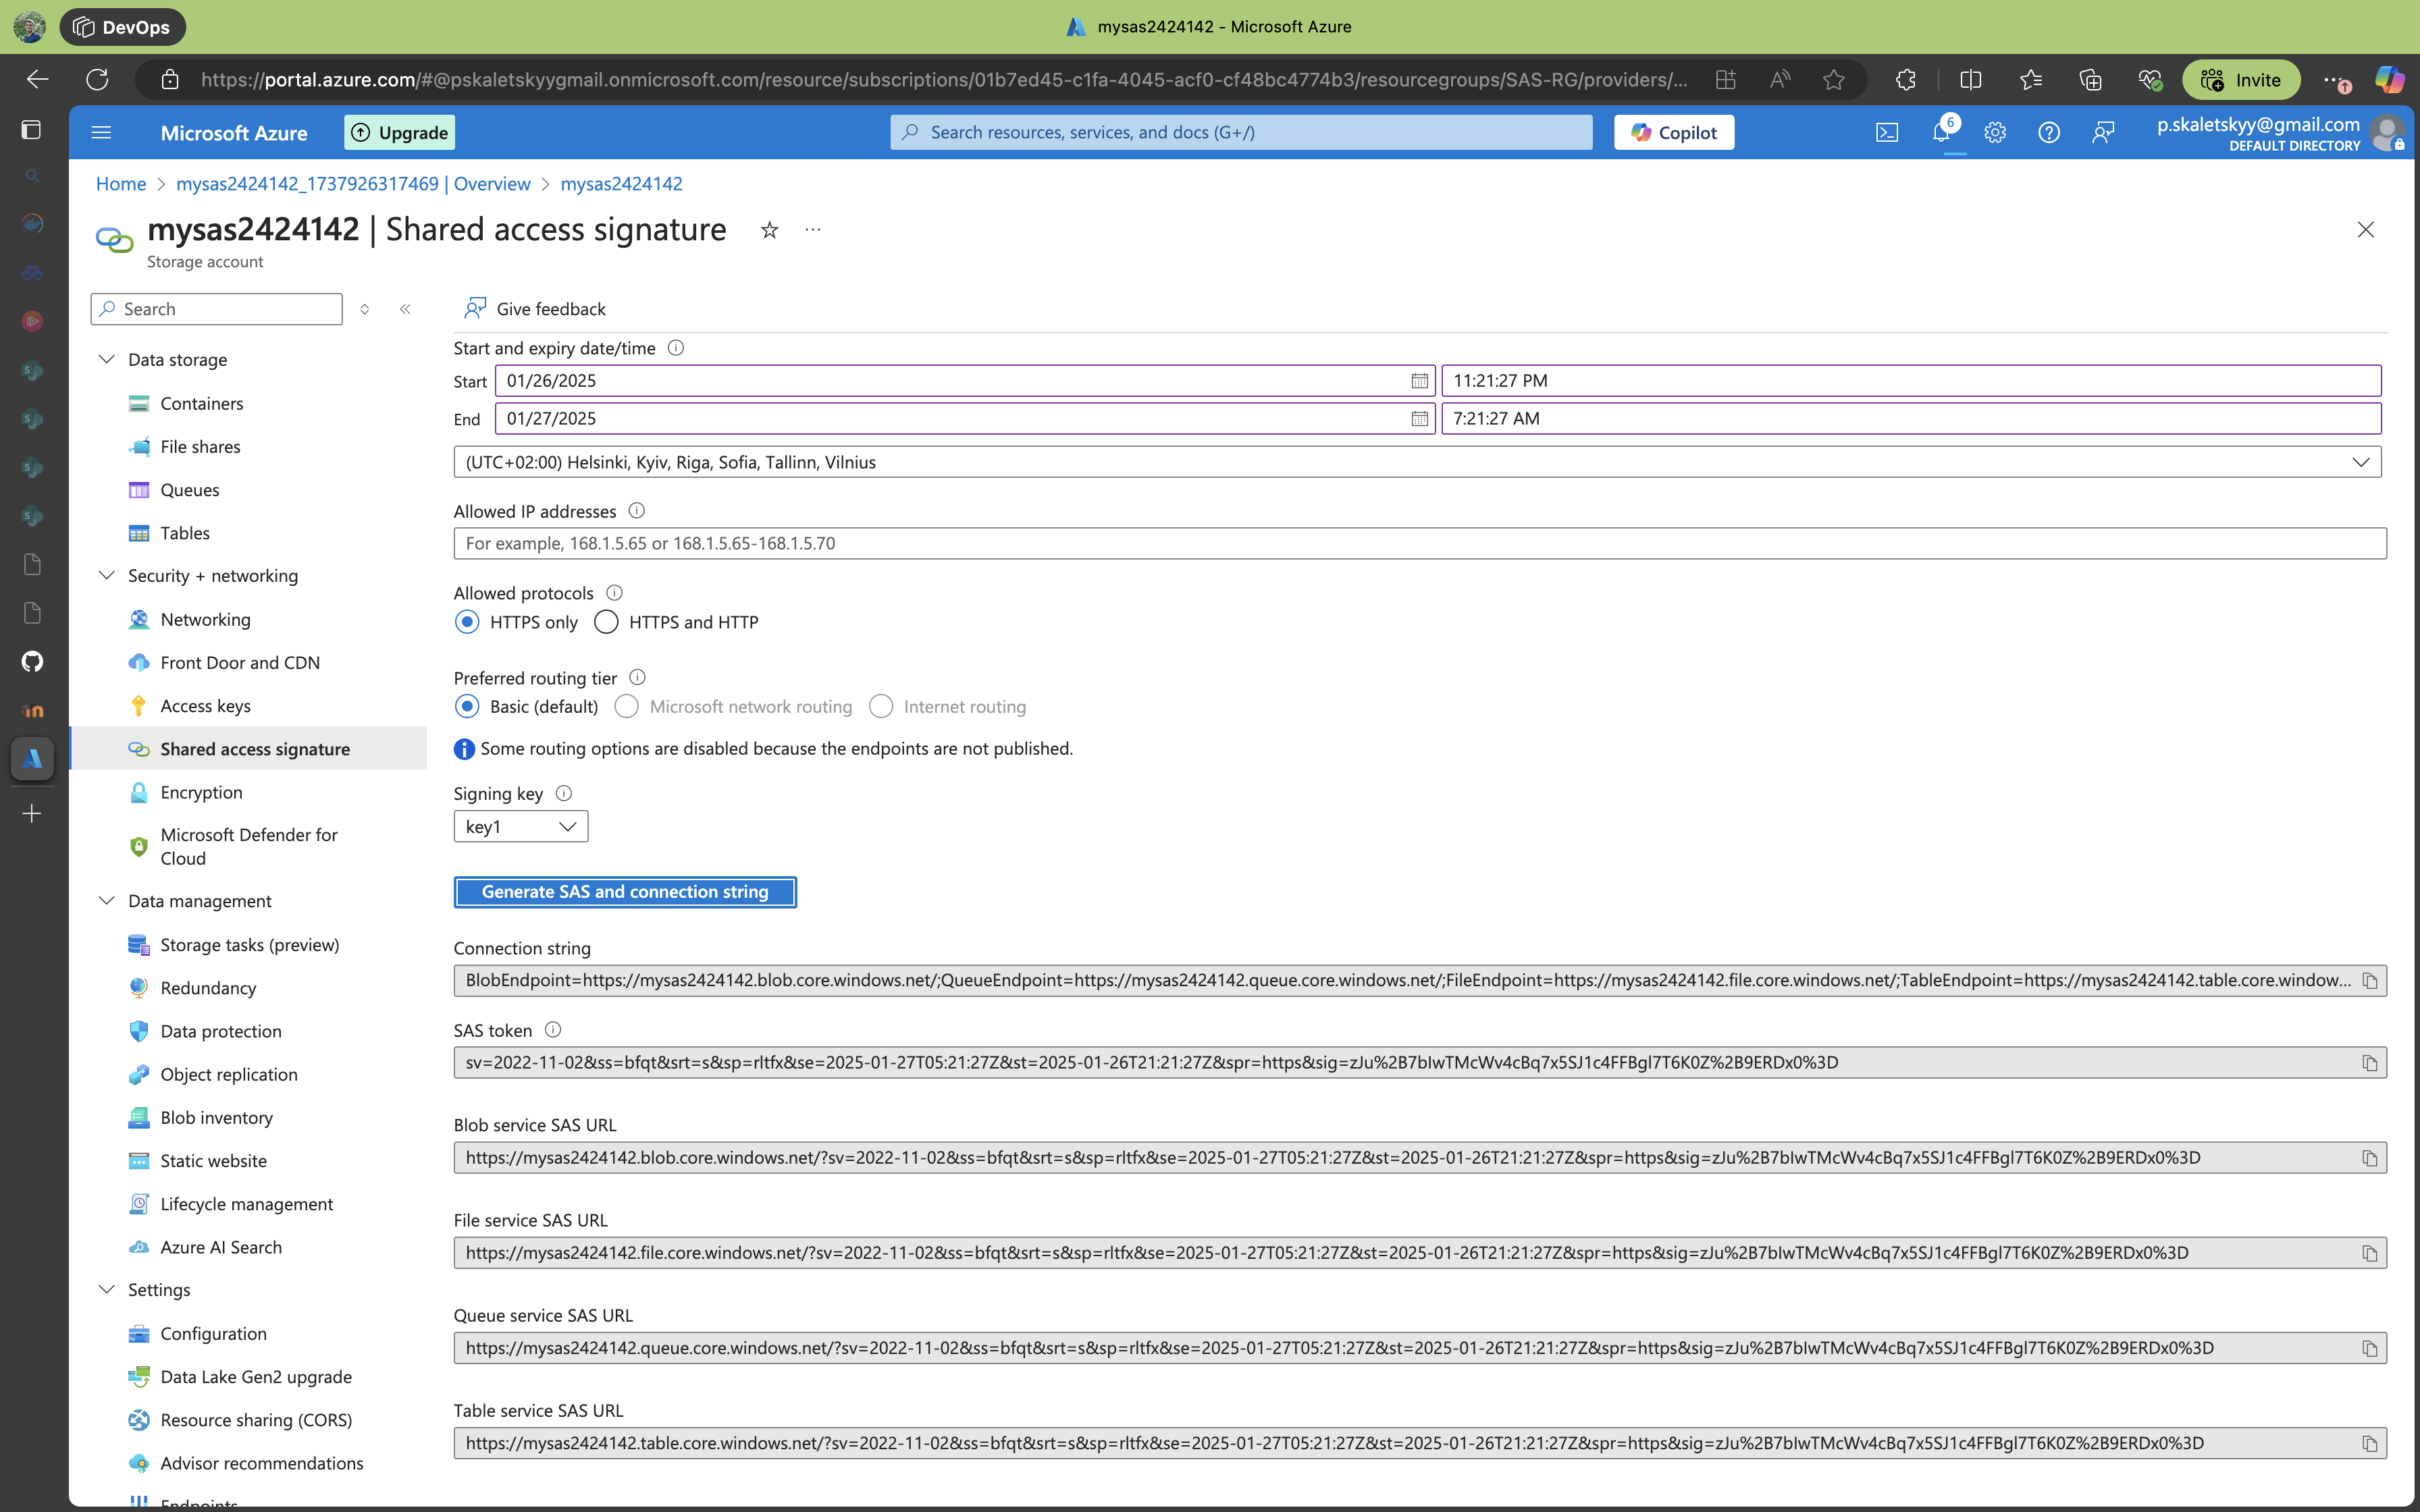 DevOps
mysas2424142 - Microsoft Azure
https://portal.azure.com/#@pskaletskyygmail.onmicrosoft.com/resource/subscriptions/01b7ed45-c1fa-4045-acf0-cf48bc4774b3/resourcegroups/SAS-RG/providers/...
Invite
Microsoft Azure
Upgrade
Search resources, services, and docs (G+/)
Copilot
6
p.skaletskyy@gmail.com
DEFAULT DIRECTORY
Home > mysas2424142_1737926317469 | Overview > mysas2424142
mysas2424142 | Shared access signature
Storage account
Search
Data storage
Containers
File shares
Queues
Tables
Security + networking
Networking
Front Door and CDN
Access keys
Shared access signature
Encryption
Microsoft Defender for
Cloud
Data management
Storage tasks (preview)
Redundancy
Data protection
Object replication
Blob inventory
Static website
Lifecycle management
Azure AI Search
Settings
Configuration
Data Lake Gen2 upgrade
Resource sharing (CORS)
Advisor recommendations
Endpoints
Give feedback
Start and expiry date/time
Start 01/26/2025 11:21:27 PM
End 01/27/2025 7:21:27 AM
(UTC+02:00) Helsinki, Kyiv, Riga, Sofia, Tallinn, Vilnius
Allowed IP addresses
For example, 168.1.5.65 or 168.1.5.65-168.1.5.70
Allowed protocols
HTTPS only HTTPS and HTTP
Preferred routing tier
Basic (default) Microsoft network routing Internet routing
Some routing options are disabled because the endpoints are not published.
Signing key
key1
Generate SAS and connection string
Connection string
BlobEndpoint=https://mysas2424142.blob.core.windows.net/;QueueEndpoint=https://mysas2424142.queue.core.windows.net/;FileEndpoint=https://mysas2424142.file.core.windows.net/;TableEndpoint=https://mysas2424142.table.core.window...
SAS token
sv=2022-11-02&ss=bfqt&srt=s&sp=rltfx&se=2025-01-27T05:21:27Z&st=2025-01-26T21:21:27Z&spr=https&sig=zJu%2B7bIwTMcWv4cBq7x5SJ1c4FFBgl7T6K0Z%2B9ERDx0%3D
Blob service SAS URL
https://mysas2424142.blob.core.windows.net/?sv=2022-11-02&ss=bfqt&srt=s&sp=rltfx&se=2025-01-27T05:21:27Z&st=2025-01-26T21:21:27Z&spr=https&sig=zJu%2B7bIwTMcWv4cBq7x5SJ1c4FFBgl7T6K0Z%2B9ERDx0%3D
File service SAS URL
https://mysas2424142.file.core.windows.net/?sv=2022-11-02&ss=bfqt&srt=s&sp=rltfx&se=2025-01-27T05:21:27Z&st=2025-01-26T21:21:27Z&spr=https&sig=zJu%2B7bIwTMcWv4cBq7x5SJ1c4FFBgl7T6K0Z%2B9ERDx0%3D
Queue service SAS URL
https://mysas2424142.queue.core.windows.net/?sv=2022-11-02&ss=bfqt&srt=s&sp=rltfx&se=2025-01-27T05:21:27Z&st=2025-01-26T21:21:27Z&spr=https&sig=zJu%2B7bIwTMcWv4cBq7x5SJ1c4FFBgl7T6K0Z%2B9ERDx0%3D
Table service SAS URL
https://mysas2424142.table.core.windows.net/?sv=2022-11-02&ss=bfqt&srt=s&sp=rltfx&se=2025-01-27T05:21:27Z&st=2025-01-26T21:21:27Z&spr=https&sig=zJu%2B7bIwTMcWv4cBq7x5SJ1c4FFBgl7T6K0Z%2B9ERDx0%3D